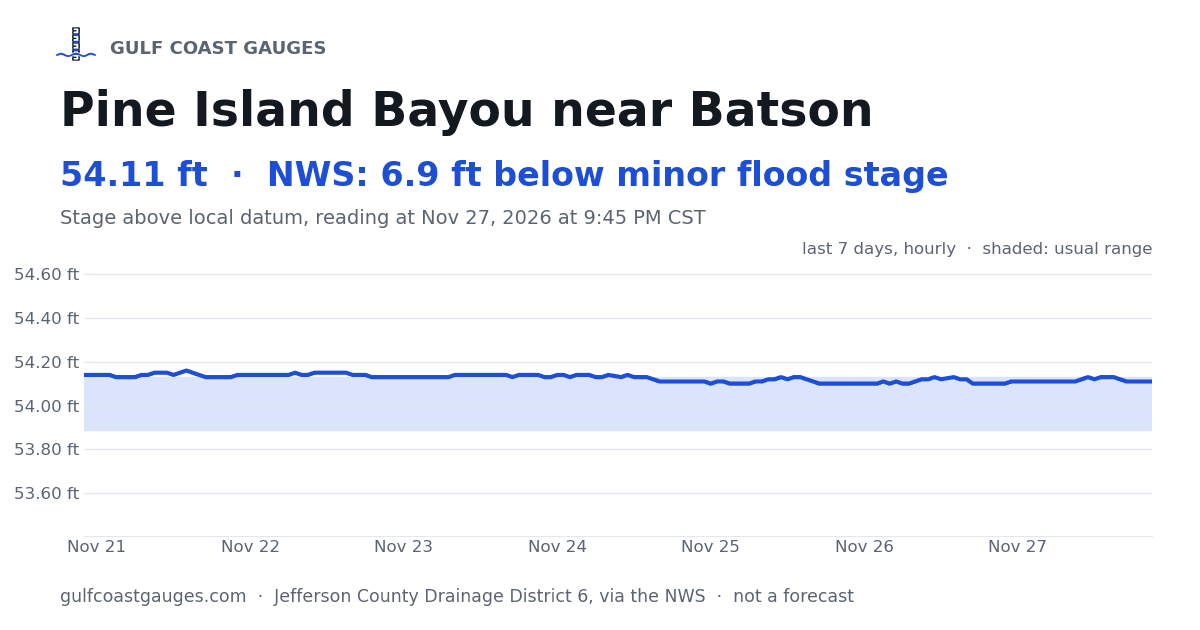 GULF COAST GAUGES
Pine Island Bayou near Batson
54.11 ft · NWS: 6.9 ft below minor flood stage
Stage above local datum, reading at Nov 27, 2026 at 9:45 PM CST
last 7 days, hourly · shaded: usual range
54.60 ft
54.40 ft
54.20 ft
54.00 ft
53.80 ft
53.60 ft
Nov 21 Nov 22 Nov 23 Nov 24 Nov 25 Nov 26 Nov 27
gulfcoastgauges.com · Jefferson County Drainage District 6, via the NWS · not a forecast